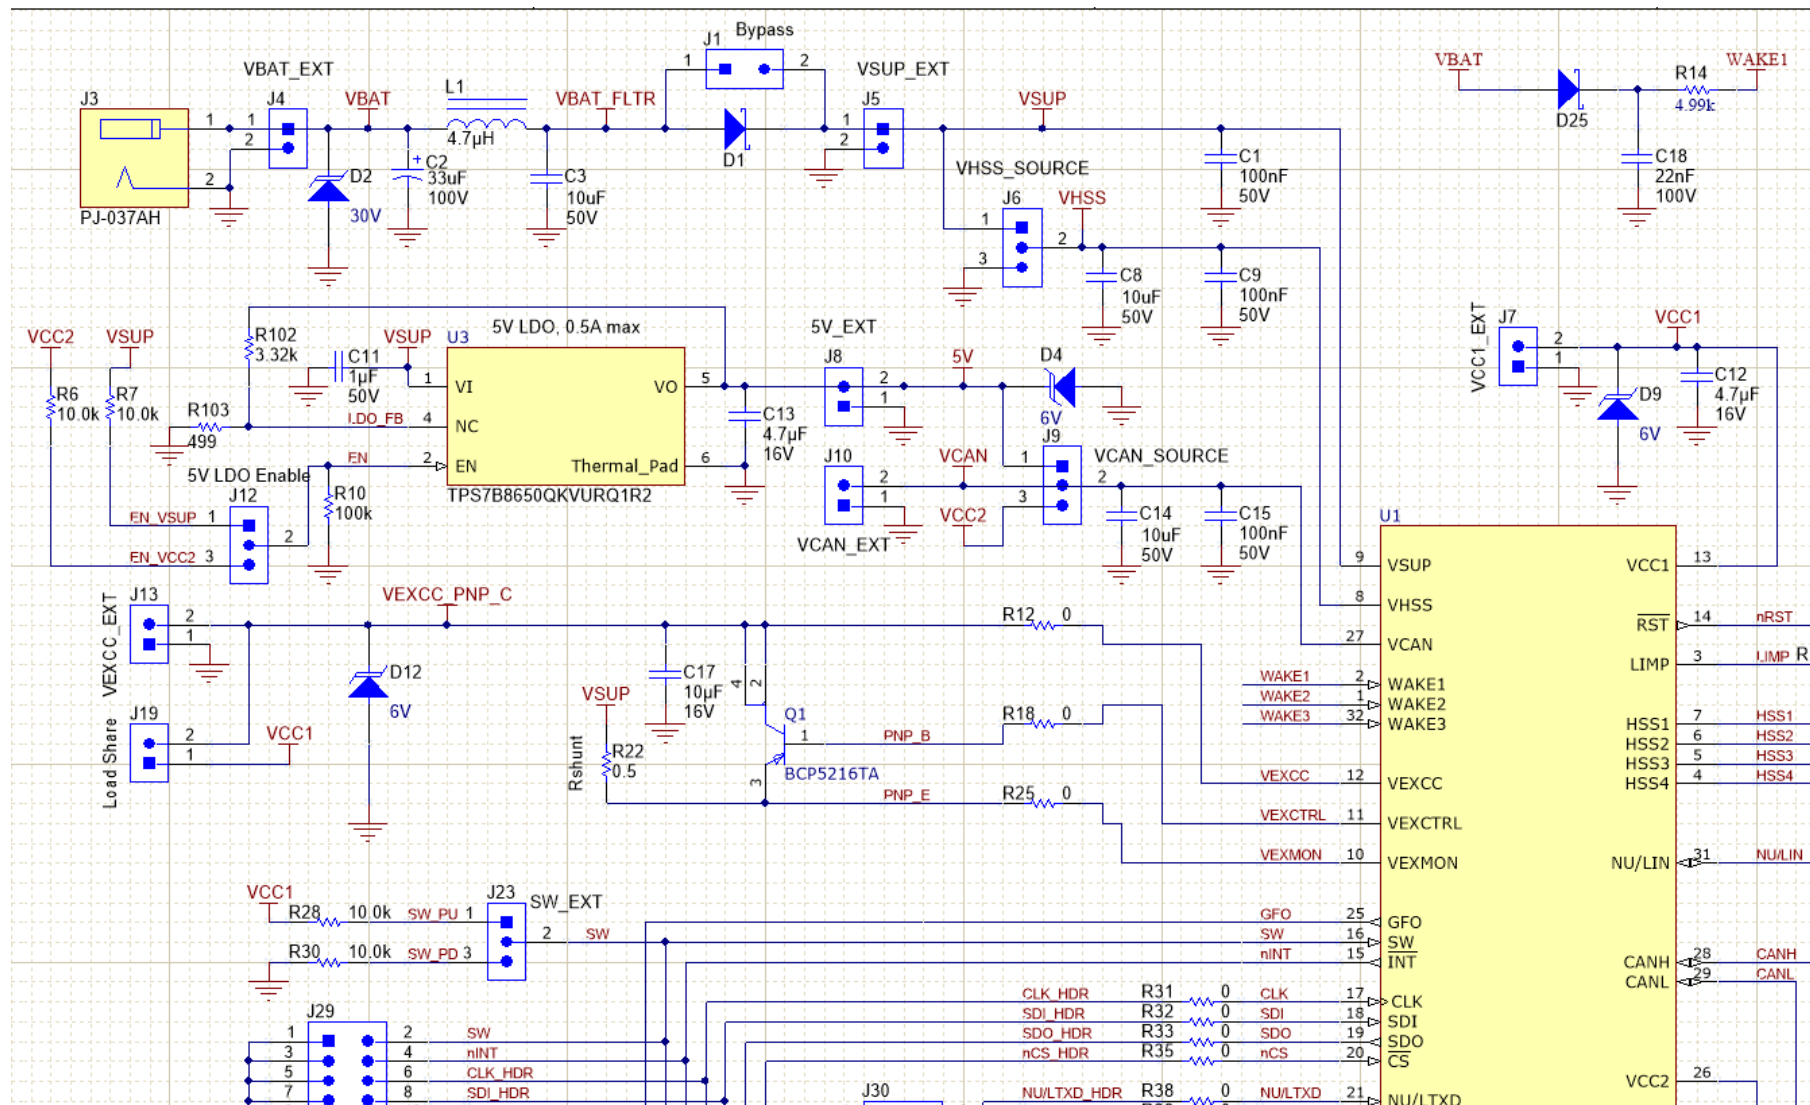 Bypass
J1
1
2
VBAT_EXT
J3
J4
VBAT
L1
VBAT_FLTR
VSUP_EXT
J5
VSUP
VBAT
R14
WAKE1
4.99k
D25
1
1
2
2
4.7µH
D1
1
2
PJ-037AH
D2
30V
C2
33uF
100V
C3
10uF
50V
VHSS_SOURCE
J6
VHSS
1
2
3
C1
100nF
50V
C18
22nF
100V
C8
10uF
50V
C9
100nF
50V
VCC2
VSUP
R102
3.32k
C11
1µF
50V
VSUP
U3
5V LDO, 0.5A max
5V_EXT
J8
5V
D4
6V
VCC1_EXT
J7
VCC1
2
1
D9
6V
C12
4.7µF
16V
R6
10.0k
R7
10.0k
R103
499
LDO_FB
1
VI
VO
5
4
NC
2
EN
Thermal_Pad
6
TPS7B8650QKVURQ1R2
C13
4.7µF
16V
2
1
J10
VCAN
J9
VCAN_SOURCE
1
2
3
2
1
VCC2
VCAN_EXT
C14
10uF
50V
C15
100nF
50V
5V LDO Enable
EN
J12
R10
100k
EN_VSUP
1
2
EN_VCC2
3
U1
9
VSUP
VCC1
13
8
VHSS
27
VCAN
RST
14
nRST
LIMP
3
LIMP
R
VEXCC_EXT
J13
2
1
VEXCC_PNP_C
R12
0
D12
6V
C17
10µF
16V
4
2
WAKE1
2
WAKE1
WAKE2
1
WAKE2
WAKE3
32
WAKE3
HSS1
7
HSS1
HSS2
6
HSS2
HSS3
5
HSS3
HSS4
4
HSS4
Load Share
J19
2
1
VCC1
VSUP
Rshunt
R22
0.5
Q1
1
BCP5216TA
3
PNP_B
R18
0
PNP_E
R25
0
VEXCC
12
VEXCC
VEXCTRL
11
VEXCTRL
VEXMON
10
VEXMON
NU/LIN
31
NU/LIN
VCC1
R28
10.0k
SW_PU
1
J23
SW_EXT
2
SW
R30
10.0k
SW_PD
3
GFO
25
GFO
SW
16
SW
nINT
15
INT
CANH
28
CANH
CANL
29
CANL
CLK_HDR
R31
0
CLK
17
CLK
SDI_HDR
R32
0
SDI
18
SDI
SDO_HDR
R33
0
SDO
19
SDO
nCS_HDR
R35
0
nCS
20
CS
VCC2
26
J29
1
2
SW
3
4
nINT
5
6
CLK_HDR
7
8
SDI_HDR
J30
NU/LTXD_HDR
R38
0
NU/LTXD
21
NU/LTXD